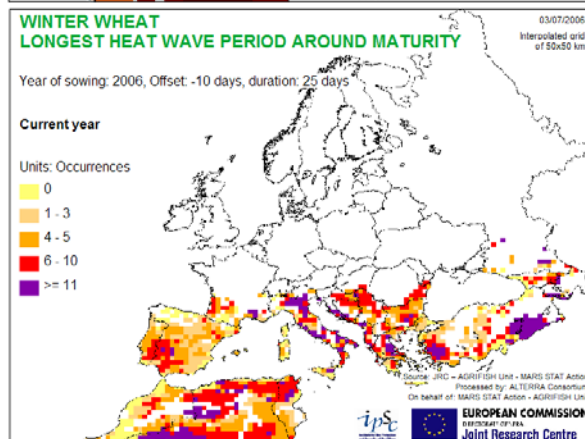 WINTER WHEAT
LONGEST HEAT WAVE PERIOD AROUND MATURITY
03/07/2006
Interpolated grid
of 50x50 km
Year of sowing: 2006, Offset: -10 days, duration: 25 days
Current year
Units: Occurrences
0
1 - 3
4 - 5
6 - 10
>= 11
Source: JRC – AGRIFISH Unit - MARS STAT Action
Processed by: ALTERRA Consortium
On behalf of: MARS STAT Action - AGRIFISH Unit
ipsc
EUROPEAN COMMISSION
Joint Research Centre